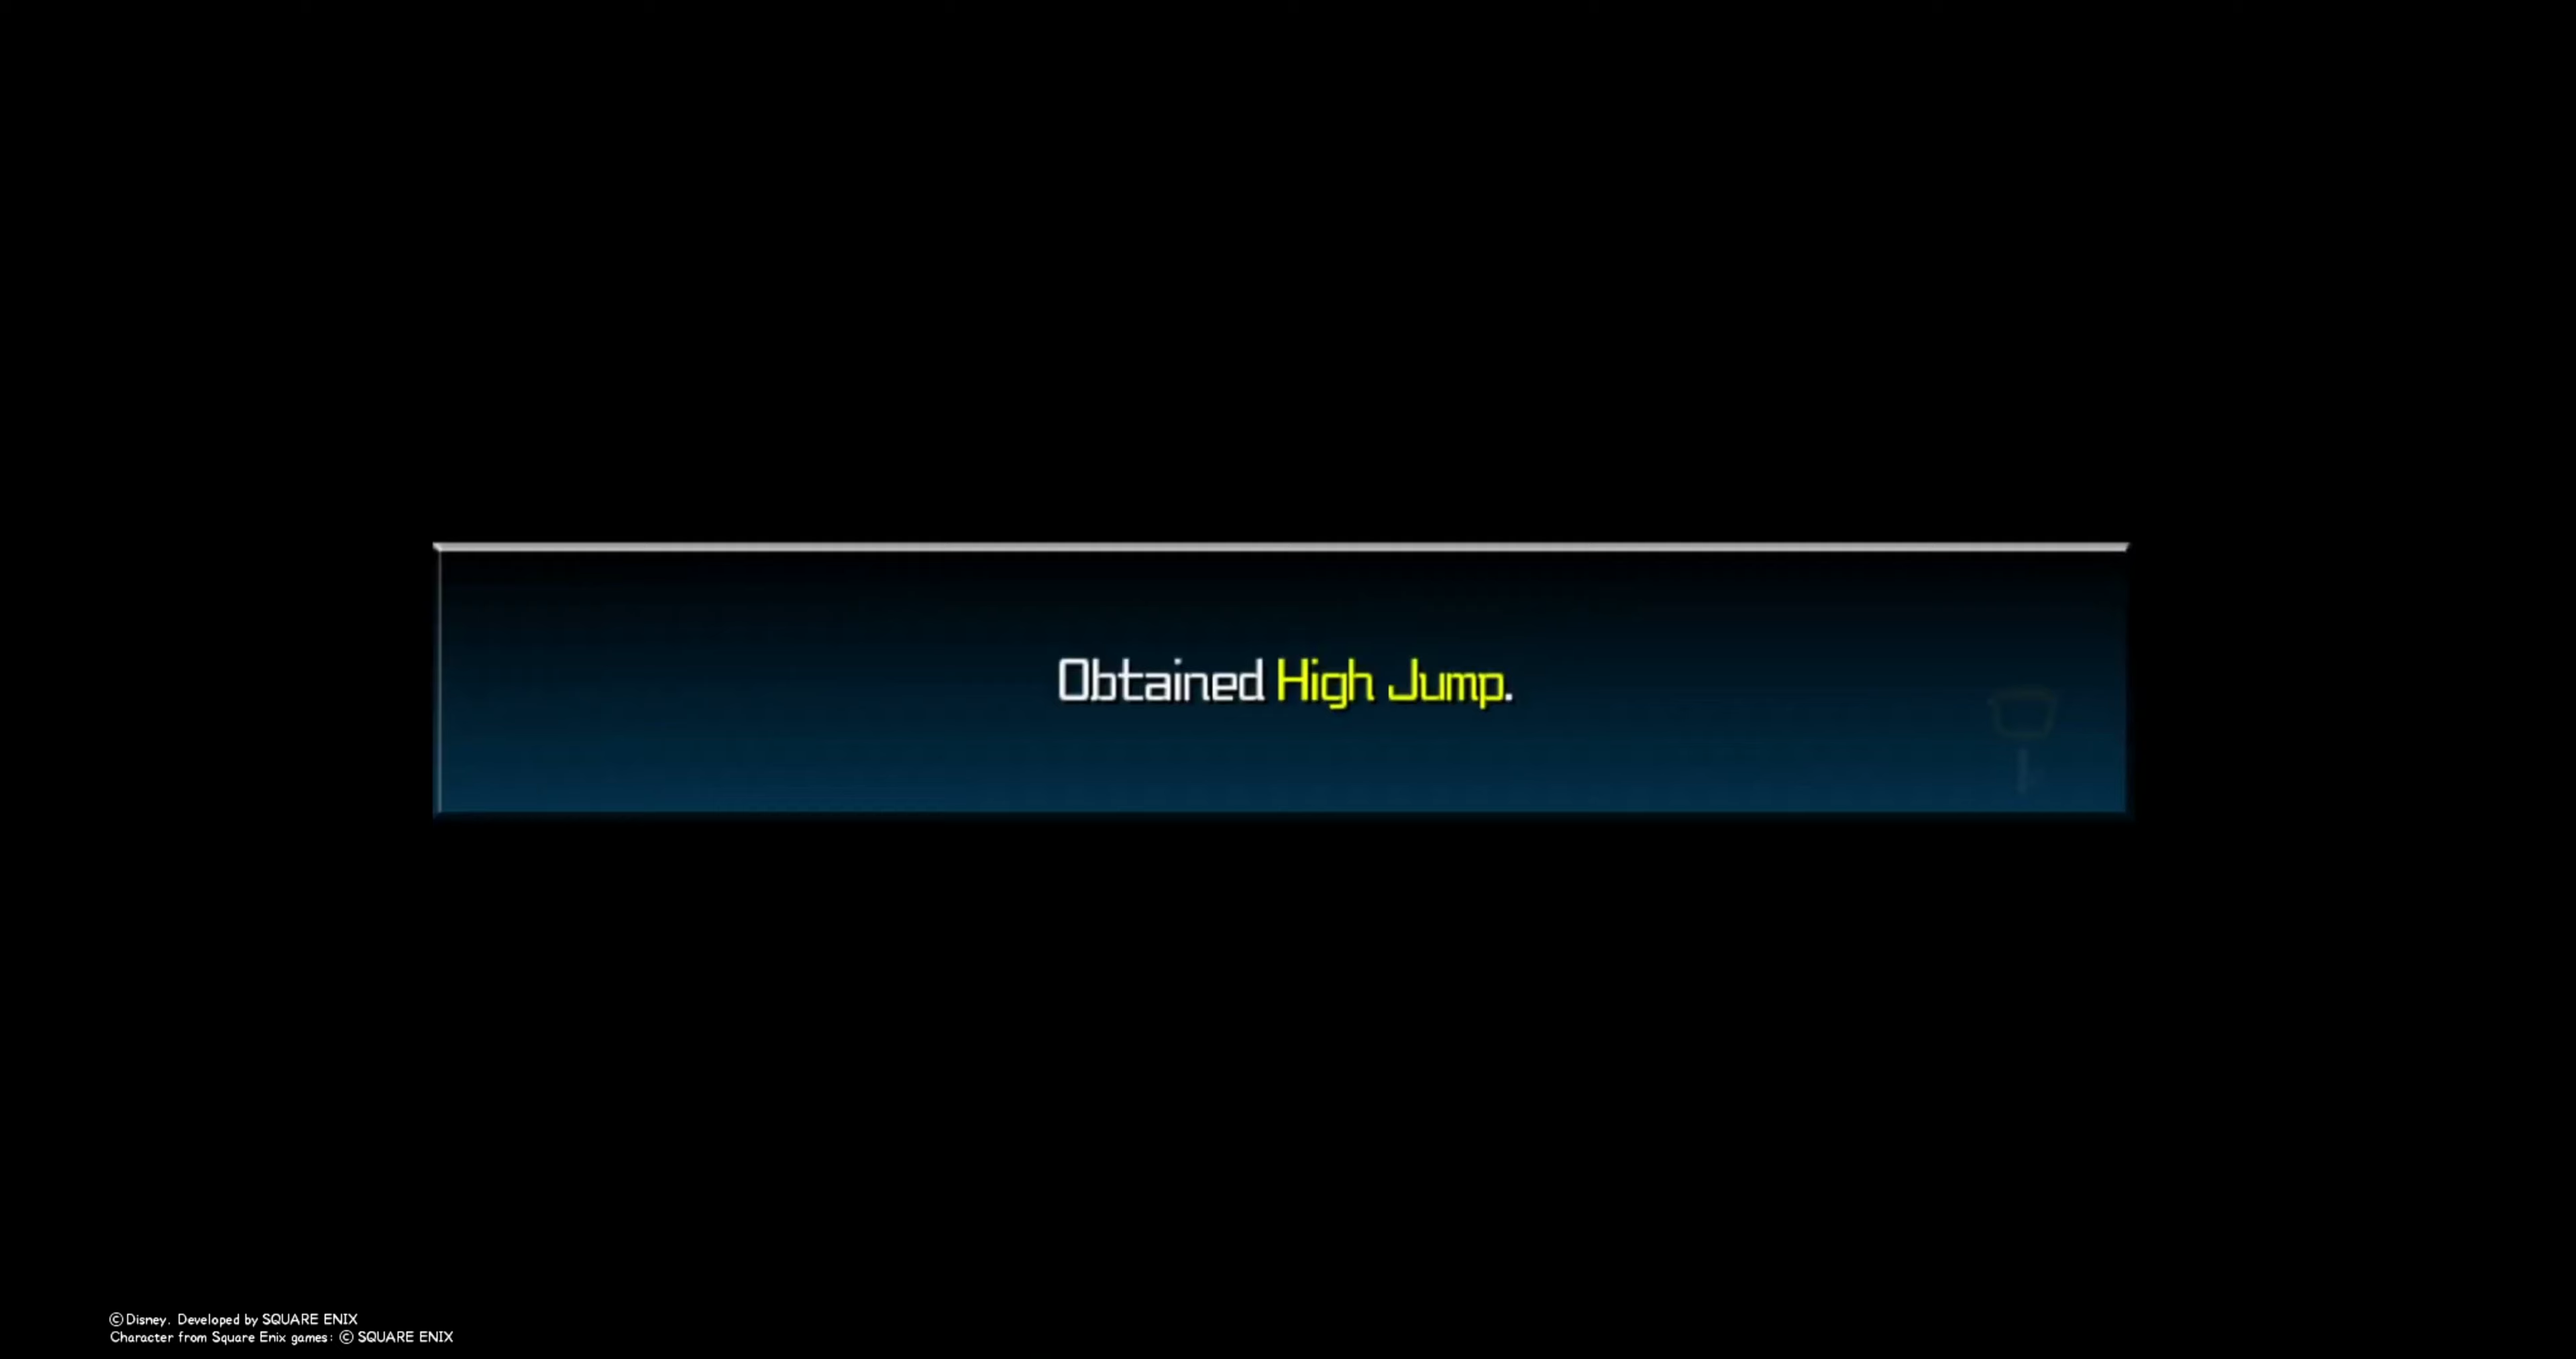 Obtained High Jump.
©Disney. Developed by SQUARE ENIX
Character from Square Enix games: © SQUARE ENIX